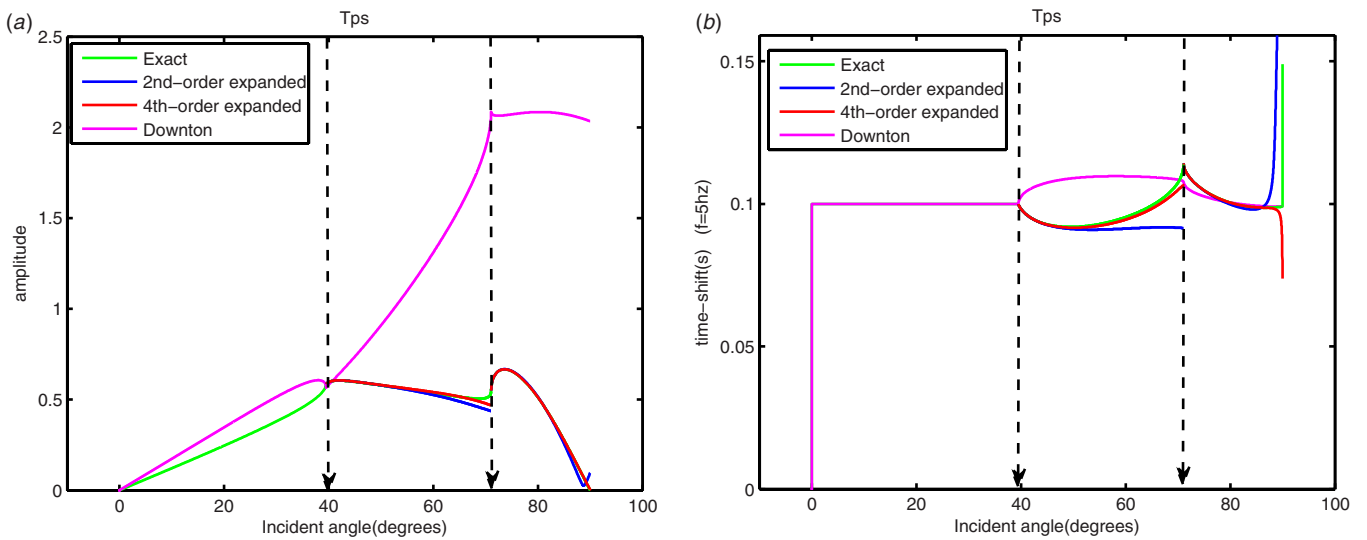 (a)
Tps
2.5
2
1.5
1
0.5
0
amplitude
Exact
2nd-order expanded
4th-order expanded
Downton
0
20
40
60
80
100
Incident angle(degrees)
(b)
Tps
0.15
0.1
0.05
0
time-shift(s) (f=5hz)
Exact
2nd-order expanded
4th-order expanded
Downton
0
20
40
60
80
100
Incident angle(degrees)